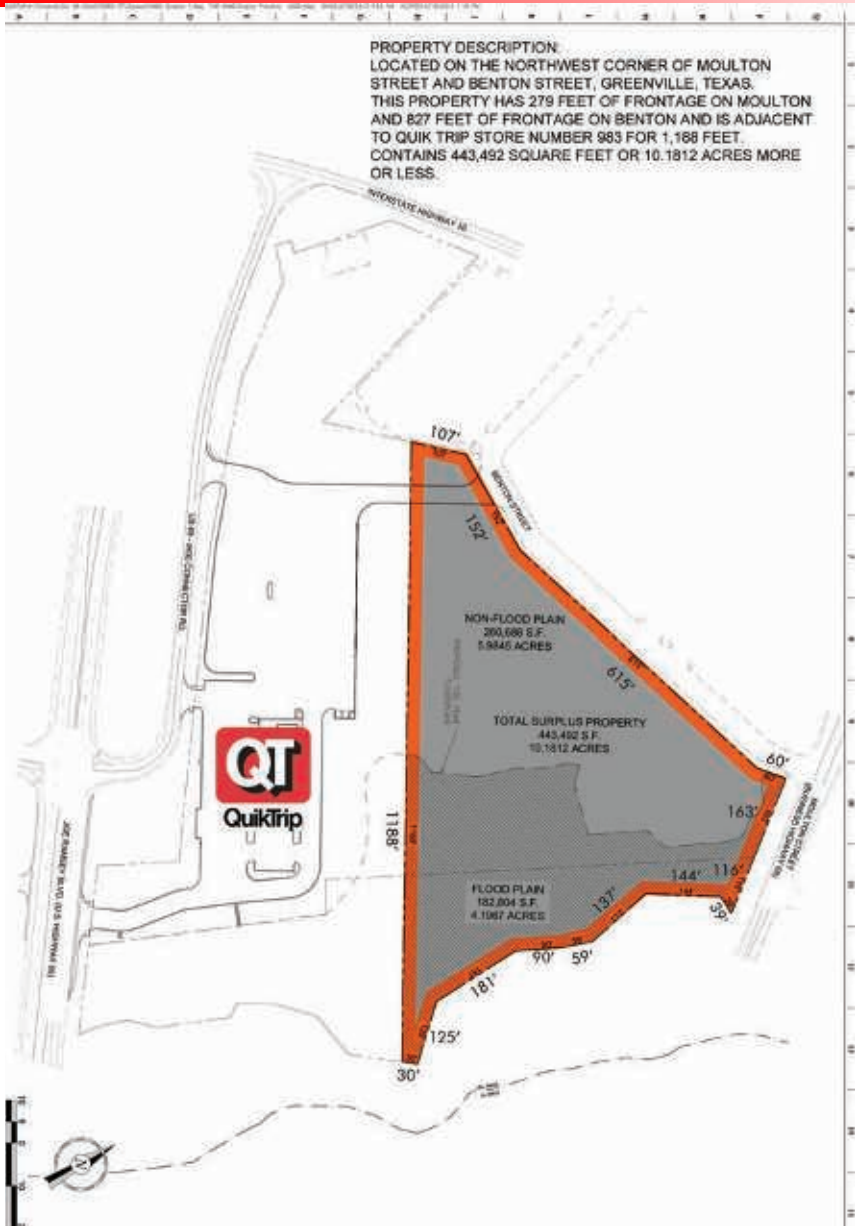 PROPERTY DESCRIPTION:
LOCATED ON THE NORTHWEST CORNER OF MOULTON
STREET AND BENTON STREET, GREENVILLE, TEXAS.
THIS PROPERTY HAS 279 FEET OF FRONTAGE ON MOULTON
AND 827 FEET OF FRONTAGE ON BENTON AND IS ADJACENT
TO QUIK TRIP STORE NUMBER 983 FOR 1,188 FEET.
CONTAINS 443,492 SQUARE FEET OR 10.1812 ACRES MORE
OR LESS.
INTERSTATE HIGHWAY 30
107'
BENTON STREET
152'
NON-FLOOD PLAIN
260,688 S.F.
5.9845 ACRES
615'
TOTAL SURPLUS PROPERTY
443,492 S.F.
10.1812 ACRES
60'
MOULTON STREET
163'
QT
QuikTrip
1188'
116'
144'
39'
FLOOD PLAIN
182,804 S.F.
4.1967 ACRES
137'
90'
59'
181'
125'
30'
JOE RAMSEY BLVD. (U.S. HIGHWAY 69)
N